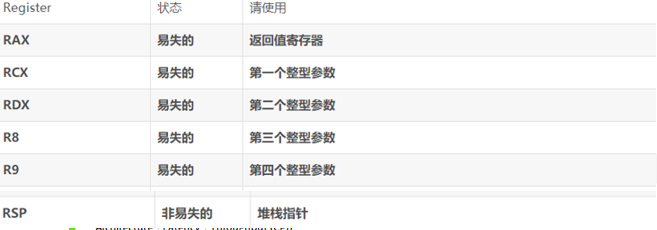 Register 状态 请使用
RAX 易失的 返回值寄存器
RCX 易失的 第一个整型参数
RDX 易失的 第二个整型参数
R8 易失的 第三个整型参数
R9 易失的 第四个整型参数
RSP 非易失的 堆栈指针